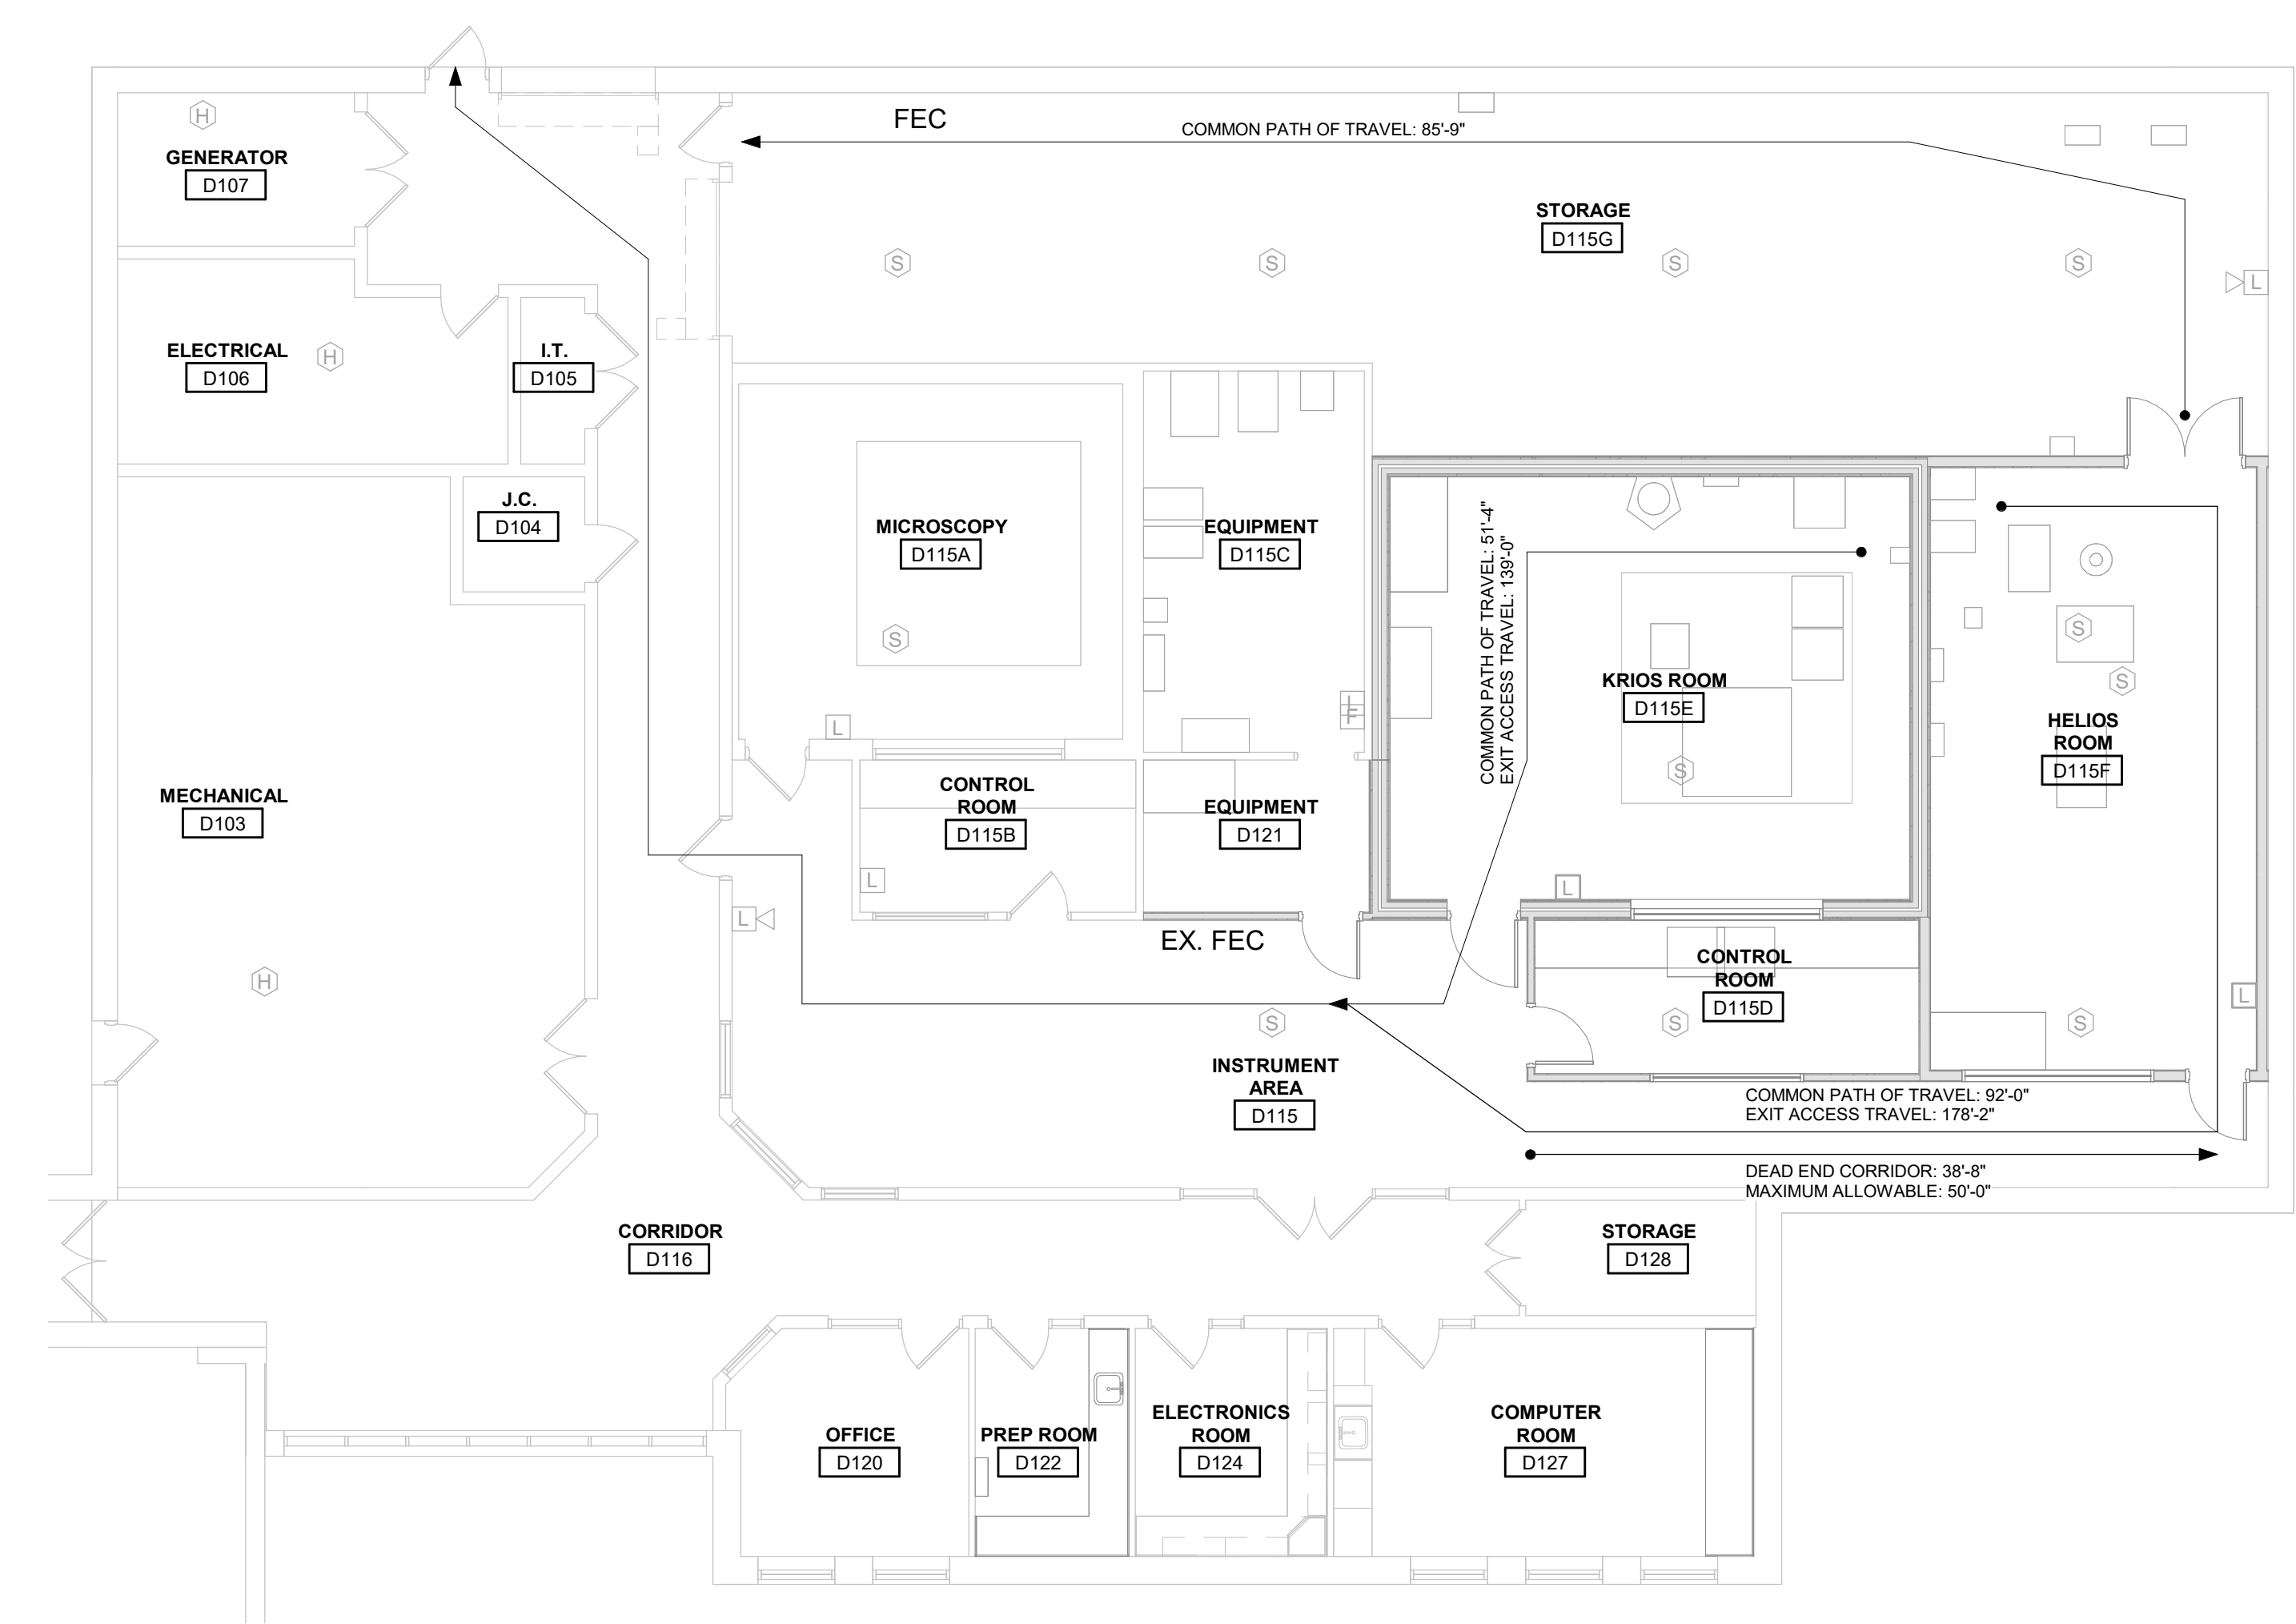 FEC
COMMON PATH OF TRAVEL: 85'-9"
H
GENERATOR
D107
STORAGE
D115G
S
S
S
S
L
ELECTRICAL
D106
H
I.T.
D105
J.C.
D104
MICROSCOPY
D115A
S
L
EQUIPMENT
D115C
L
F
COMMON PATH OF TRAVEL: 51'-4"
EXIT ACCESS TRAVEL: 139'-0"
KRIOS ROOM
D115E
S
L
S
S
HELIOS
ROOM
D115F
MECHANICAL
D103
H
CONTROL
ROOM
D115B
L
EQUIPMENT
D121
L
EX. FEC
CONTROL
ROOM
D115D
S
S
L
S
INSTRUMENT
AREA
D115
COMMON PATH OF TRAVEL: 92'-0"
EXIT ACCESS TRAVEL: 178'-2"
DEAD END CORRIDOR: 38'-8"
MAXIMUM ALLOWABLE: 50'-0"
CORRIDOR
D116
STORAGE
D128
OFFICE
D120
PREP ROOM
D122
ELECTRONICS
ROOM
D124
COMPUTER
ROOM
D127